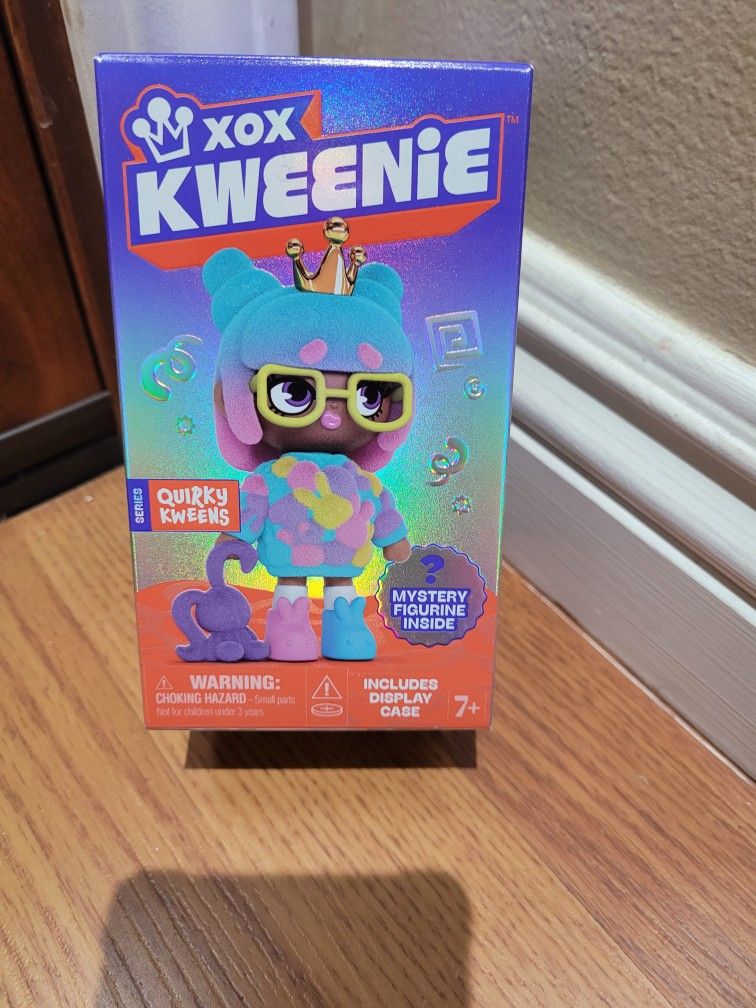 XOX
KWEENiE
TM
SERIES
QUIRKY
KWEENS
?
MYSTERY
FIGURINE
INSIDE
WARNING:
CHOKING HAZARD – Small parts.
Not for children under 3 years.
INCLUDES
DISPLAY
CASE
7+